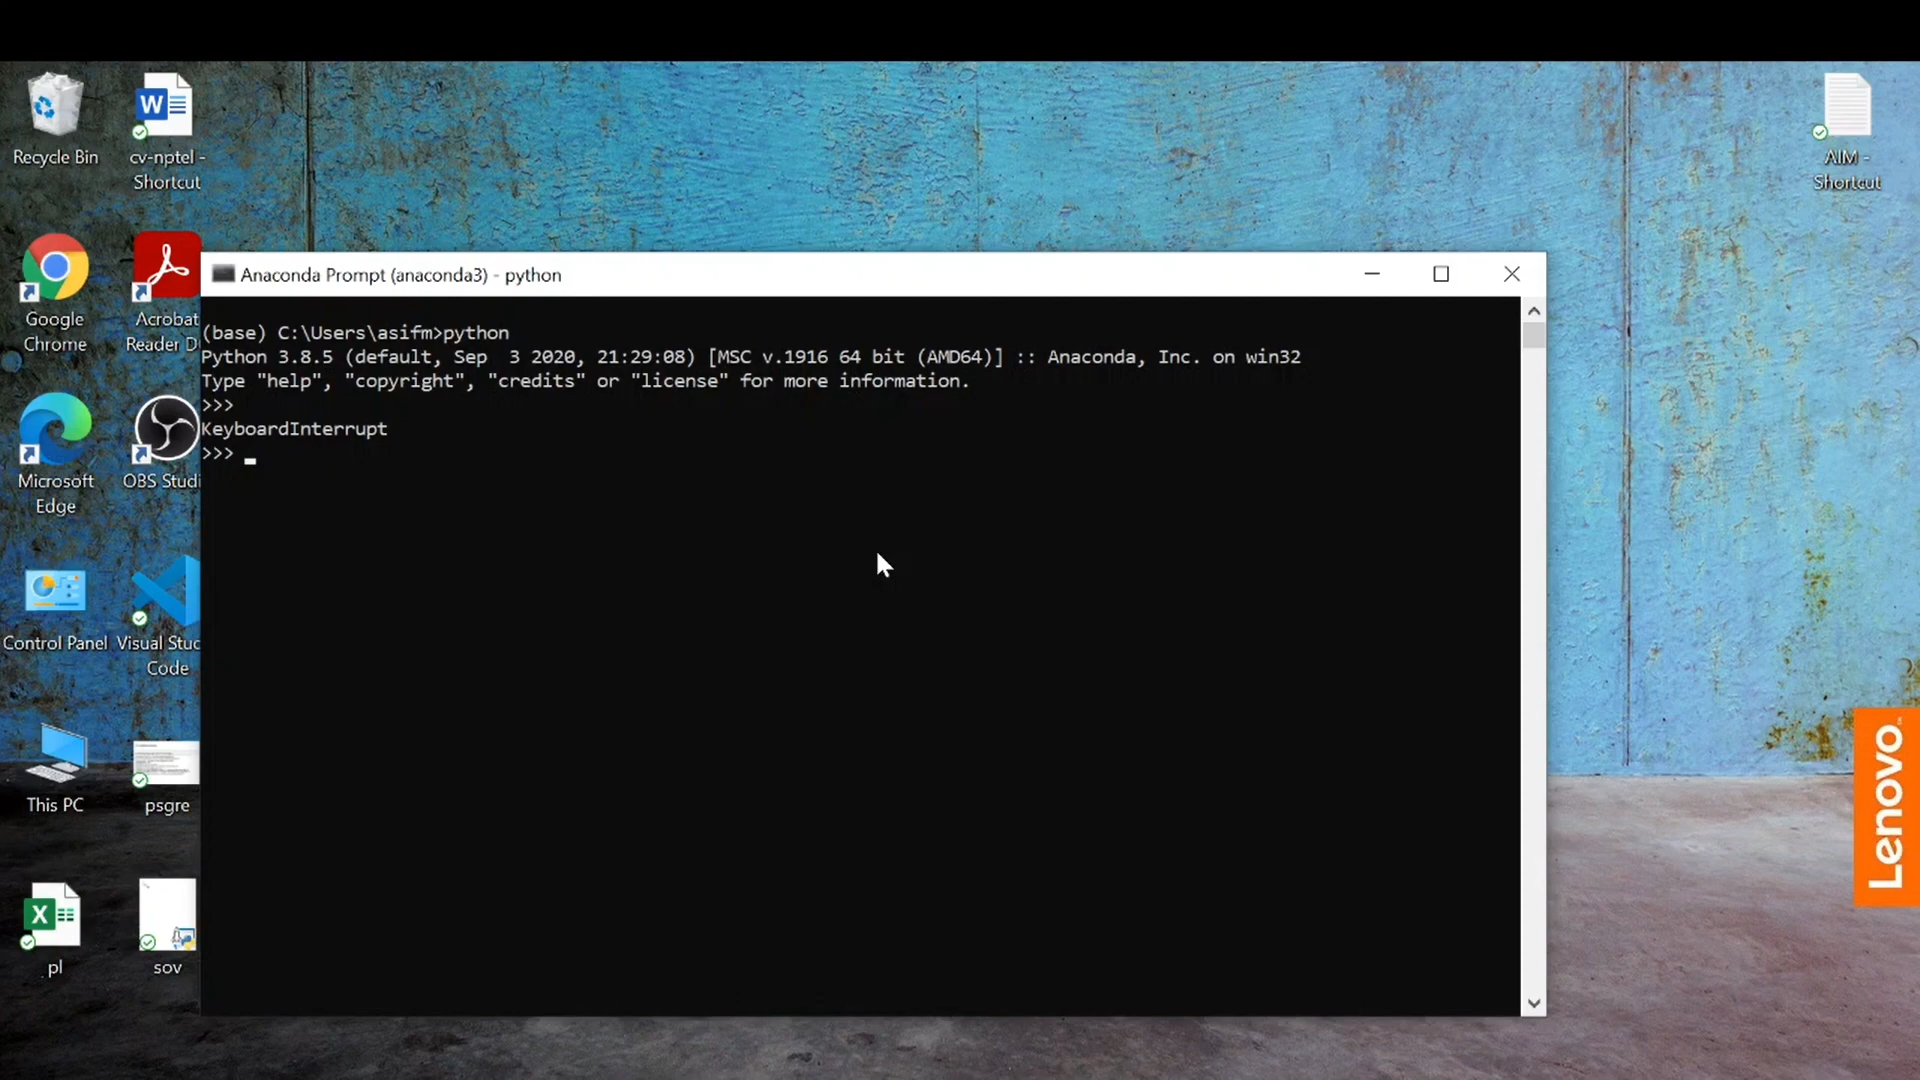 Recycle Bin
cv-nptel -
Shortcut
AIM -
Shortcut
Google
Chrome
Acrobat
Reader D
Microsoft
Edge
OBS Studi
Control Panel
Visual Stud
Code
This PC
psgre
pl
sov
Anaconda Prompt (anaconda3) - python
(base) C:\Users\asifm>python
Python 3.8.5 (default, Sep  3 2020, 21:29:08) [MSC v.1916 64 bit (AMD64)] :: Anaconda, Inc. on win32
Type "help", "copyright", "credits" or "license" for more information.
>>>
KeyboardInterrupt
>>> _
Lenovo™